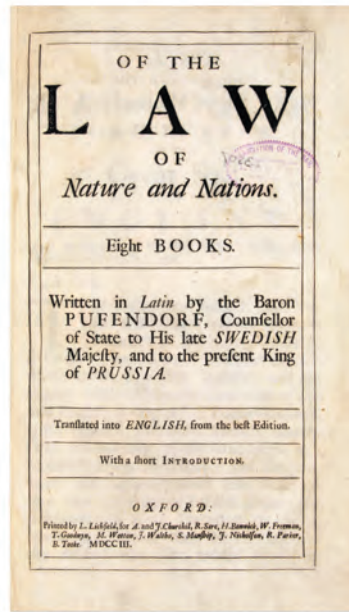 OF THE
LAW
OF
Nature and Nations.
Eight BOOKS.
Written in Latin by the Baron
PUFENDORF, Counſellor
of State to His late SWEDISH
Majeſty, and to the preſent King
of PRUSSIA.
Tranſlated into ENGLISH, from the beſt Edition.
With a ſhort INTRODUCTION.
OXFORD:
Printed by L. Lichfield, for A. and J. Churchil, R. Sare, H. Bonwick, W. Freeman,
T. Goodwyn, M. Wotton, J. Walthoe, S. Manſhip, J. Nicholſon, R. Parker,
B. Tooke. MDCCIII.